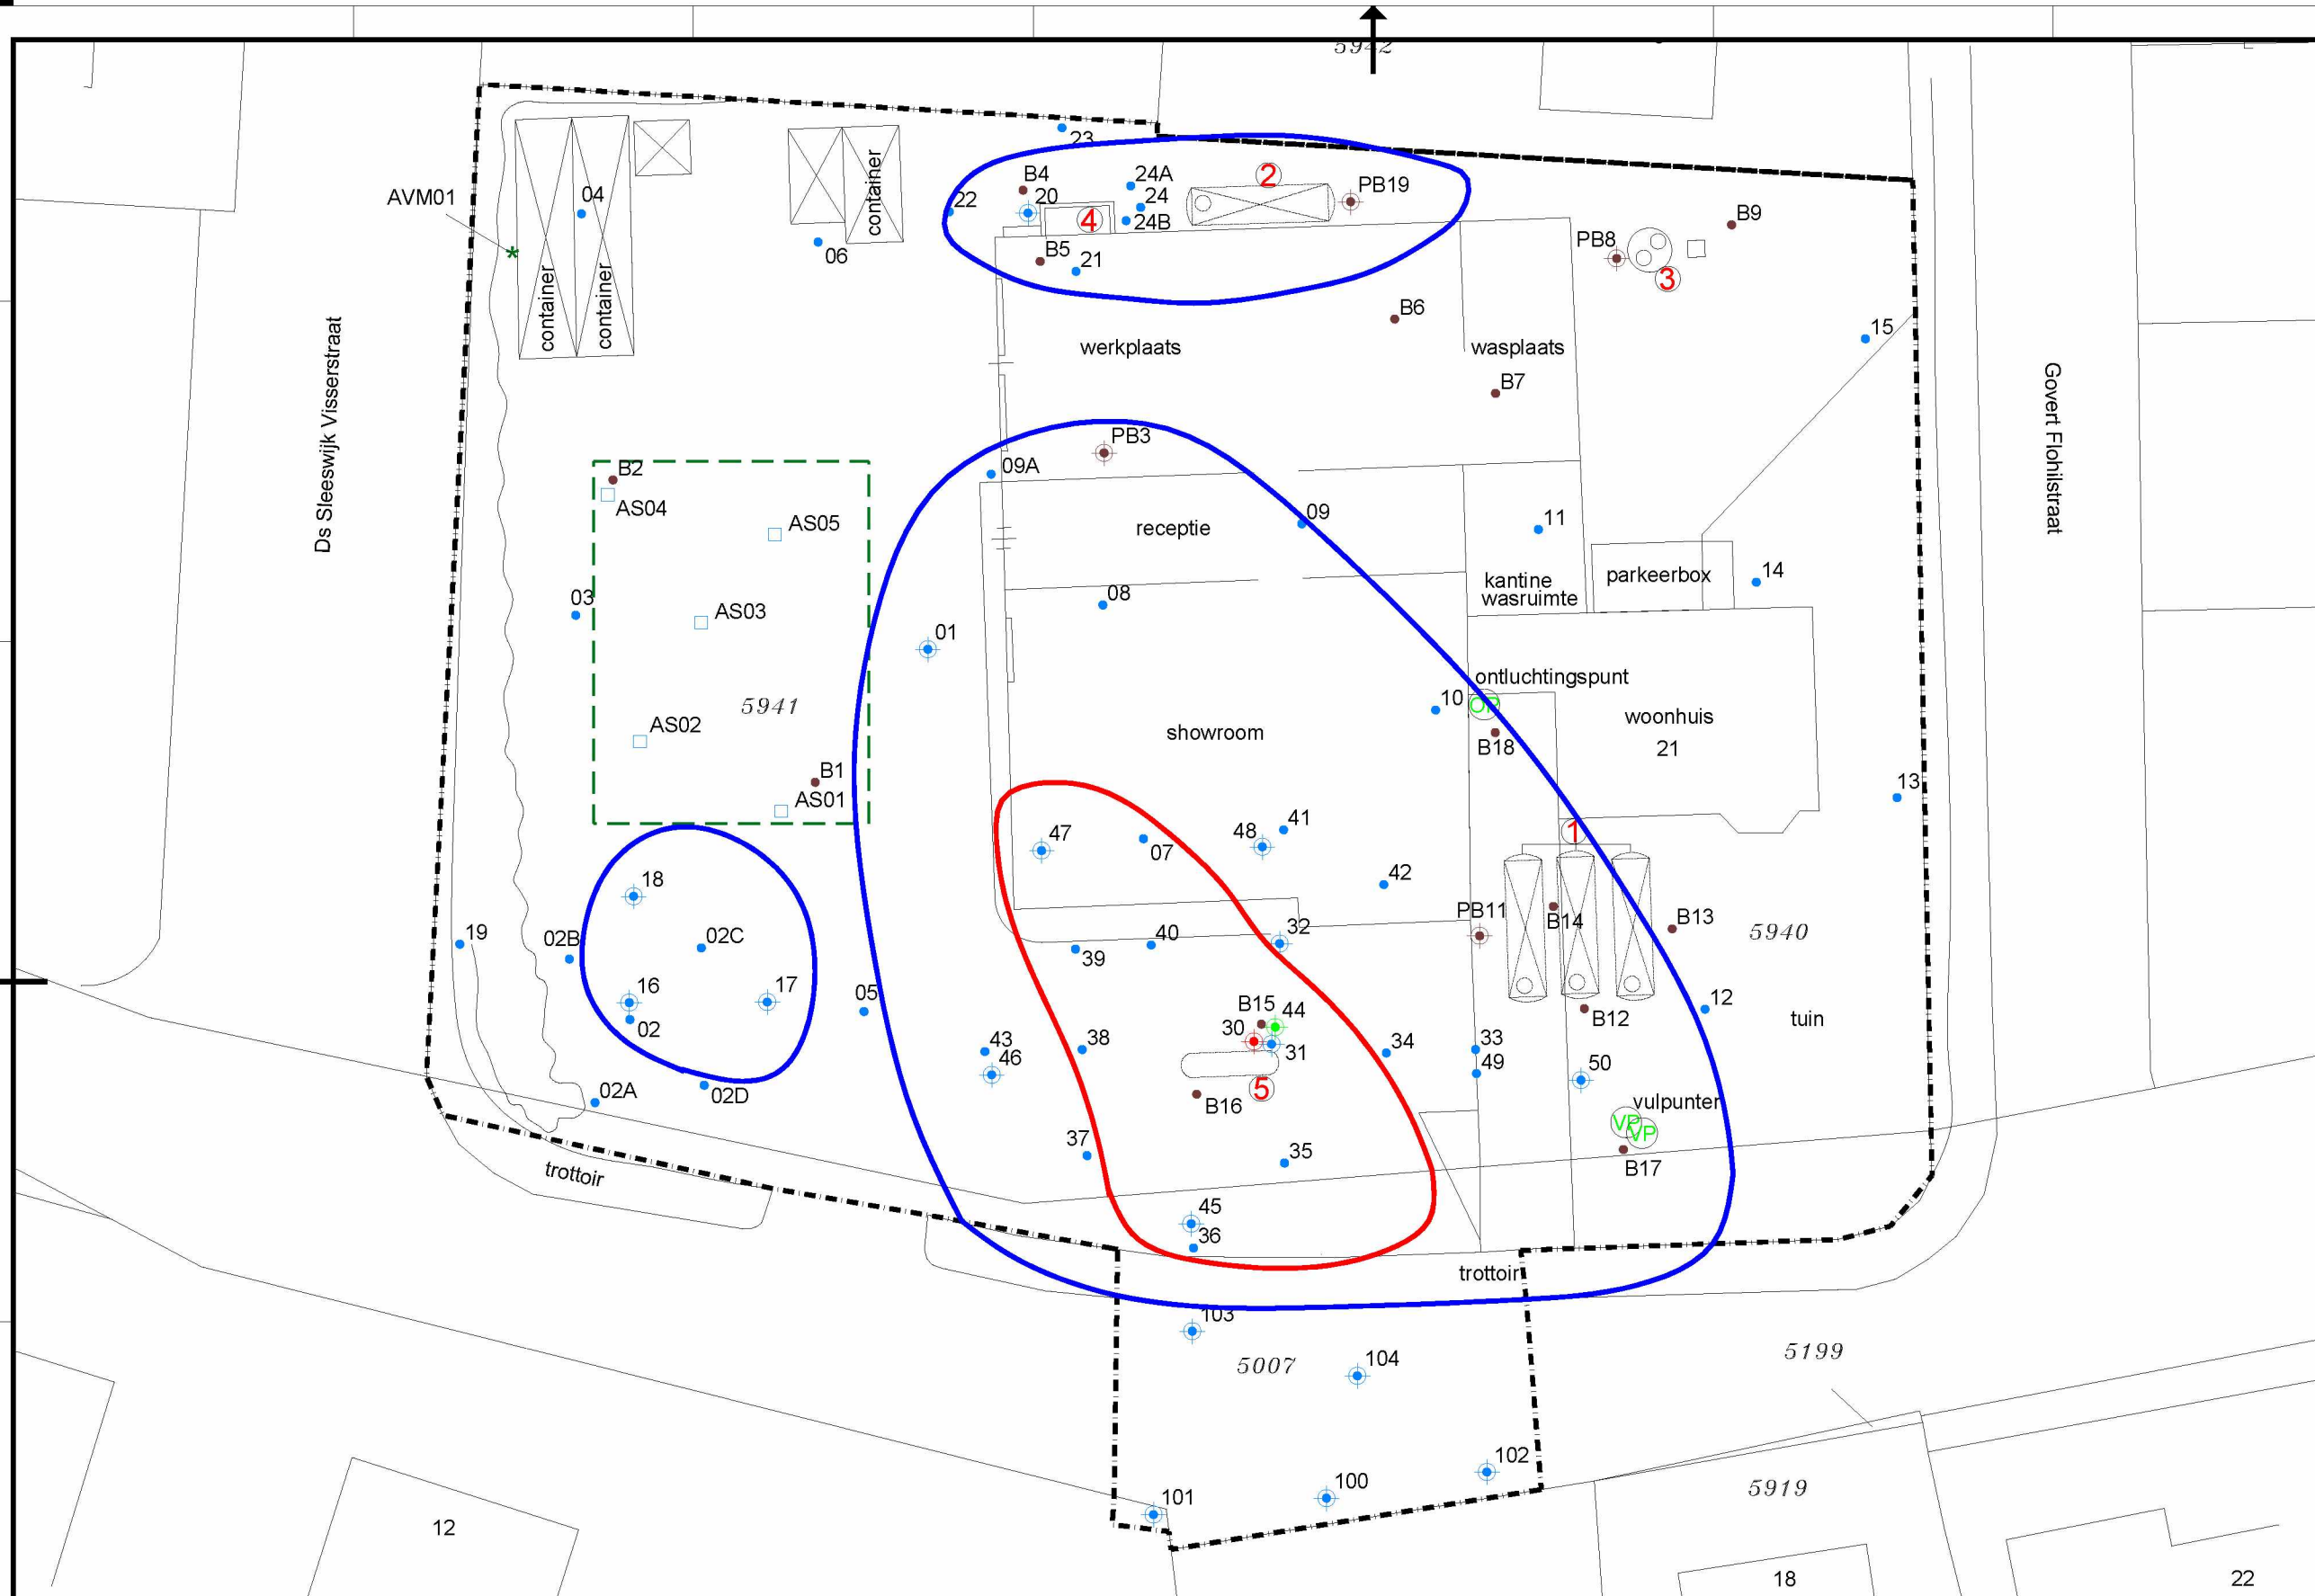 5942
23
AVM01
04
container
container
container
06
22
B4
20
4
24A
24
24B
2
PB19
B5
21
PB8
3
B9
B6
15
werkplaats
wasplaats
B7
Ds Sleeswijk Visserstraat
Govert Flohilstraat
PB3
09A
B2
AS04
AS05
receptie
09
11
kantine
wasruimte
parkeerbox
14
03
AS03
08
01
5941
AS02
B1
AS01
showroom
10
ontluchtingspunt
OP
B18
woonhuis
21
13
47
07
48
41
42
1
18
02B
02C
19
16
02
17
05
02A
02D
39
40
32
PB11
B14
B13
5940
B15
44
30
31
38
34
33
49
B12
12
tuin
43
46
50
5
B16
vulpunten
VP
VP
B17
37
35
45
36
trottoir
trottoir
103
5007
104
5199
102
100
101
5919
12
18
22